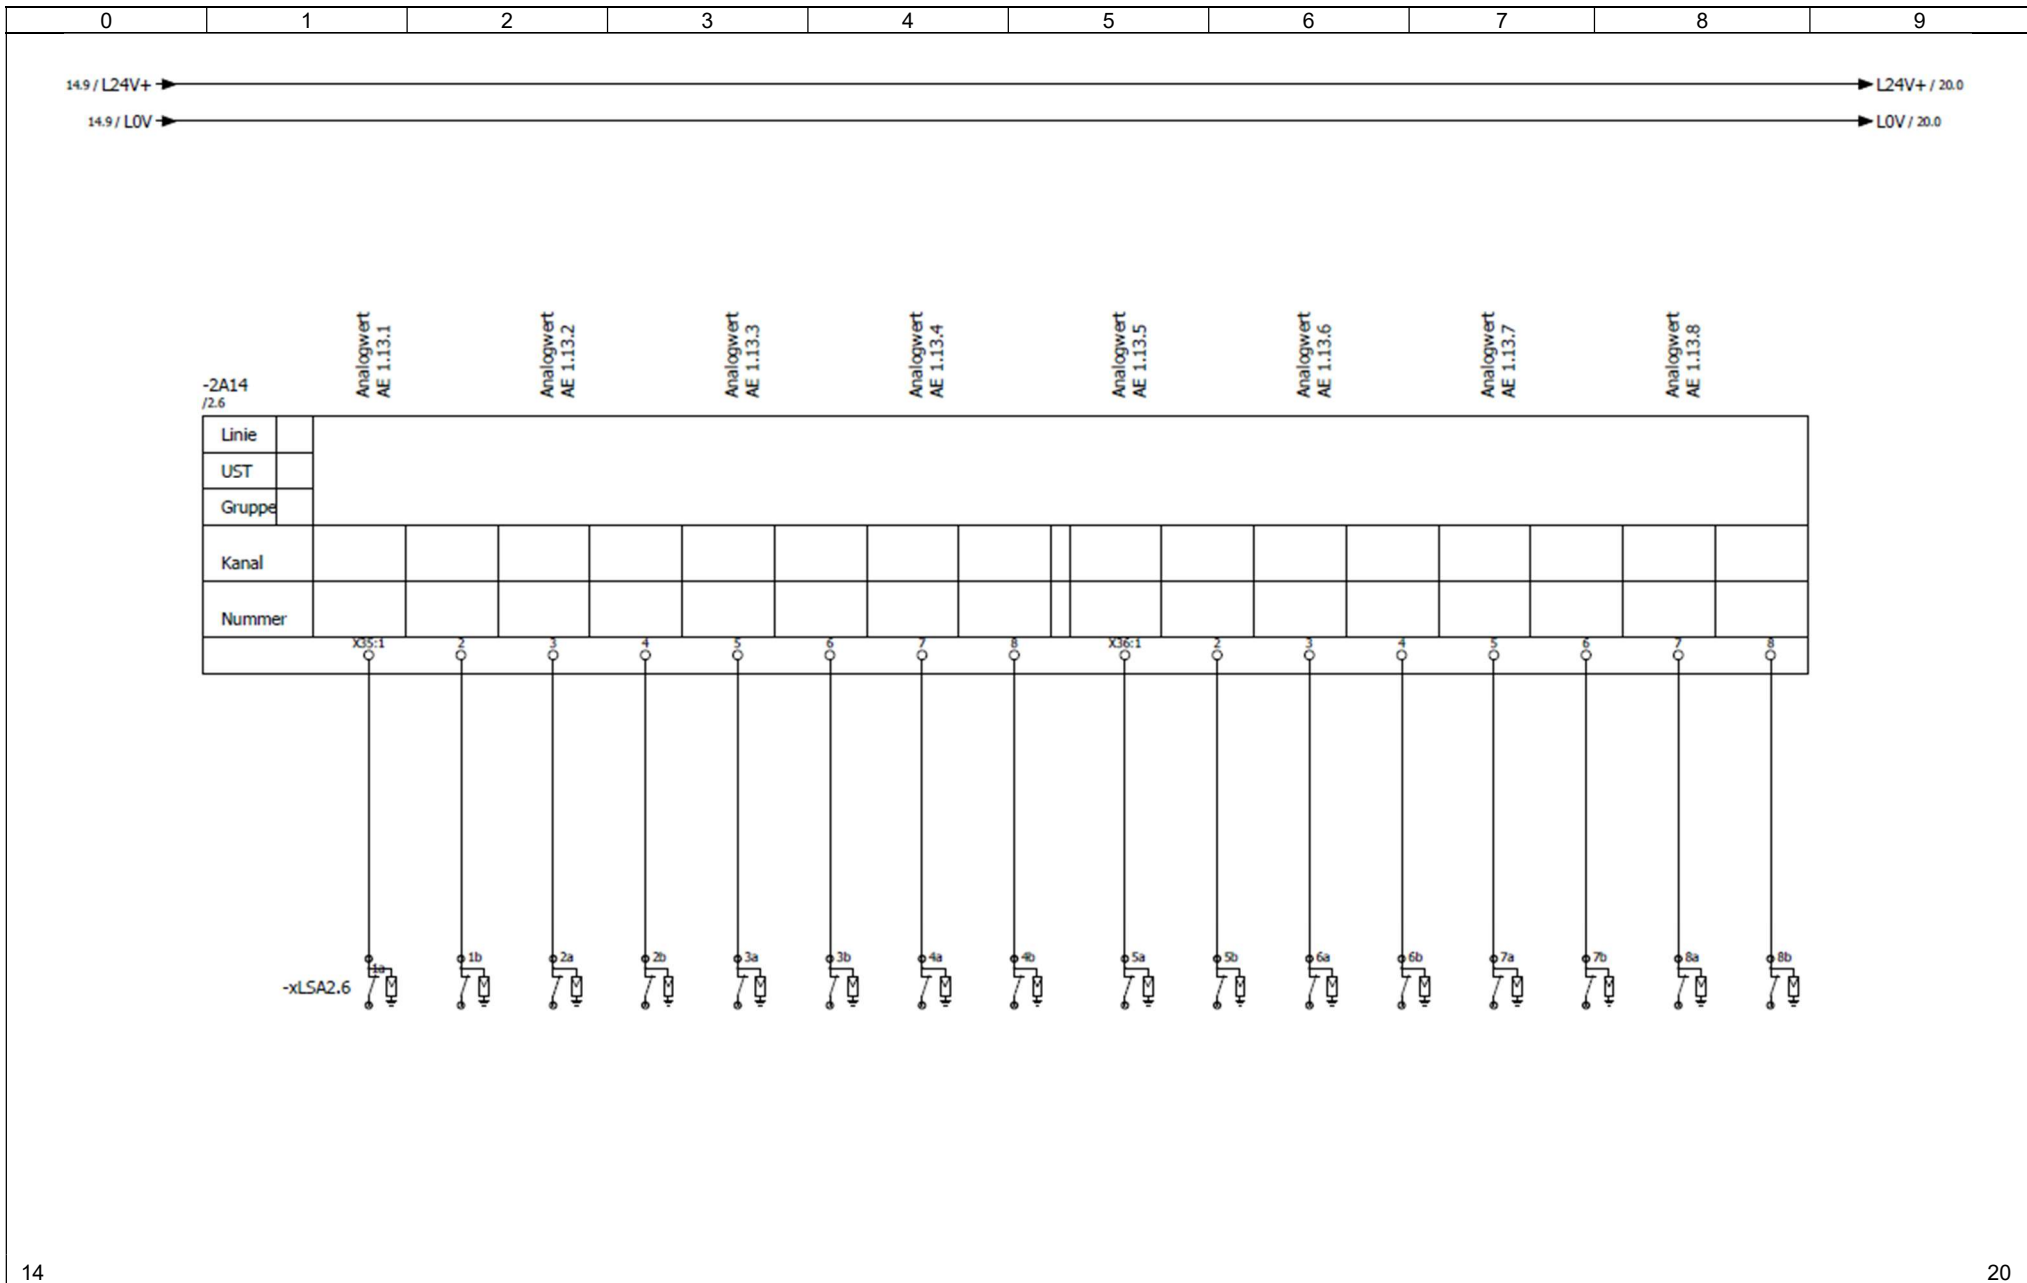 0 1 2 3 4 5 6 7 8 9
14.9 / L24V+ L24V+ / 20.0
14.9 / L0V L0V / 20.0
Analogwert
AE 1.13.1
Analogwert
AE 1.13.2
Analogwert
AE 1.13.3
Analogwert
AE 1.13.4
Analogwert
AE 1.13.5
Analogwert
AE 1.13.6
Analogwert
AE 1.13.7
Analogwert
AE 1.13.8
-2A14
/2.6
Linie
UST
Gruppe
Kanal
Nummer
X35:1 2 3 4 5 6 7 8 X36:1 2 3 4 5 6 7 8
1a 1b 2a 2b 3a 3b 4a 4b 5a 5b 6a 6b 7a 7b 8a 8b
-xLSA2.6
14 20